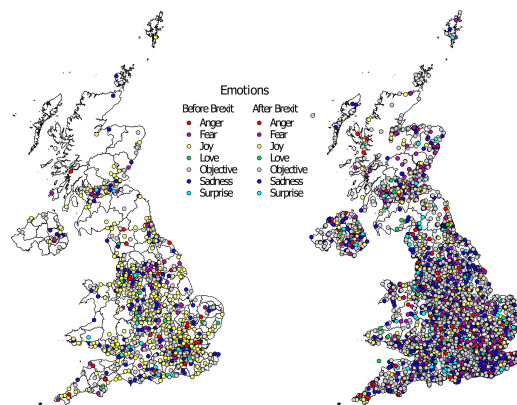 Emotions
Before Brexit After Brexit
Anger Anger
Fear Fear
Joy Joy
Love Love
Objective Objective
Sadness Sadness
Surprise Surprise